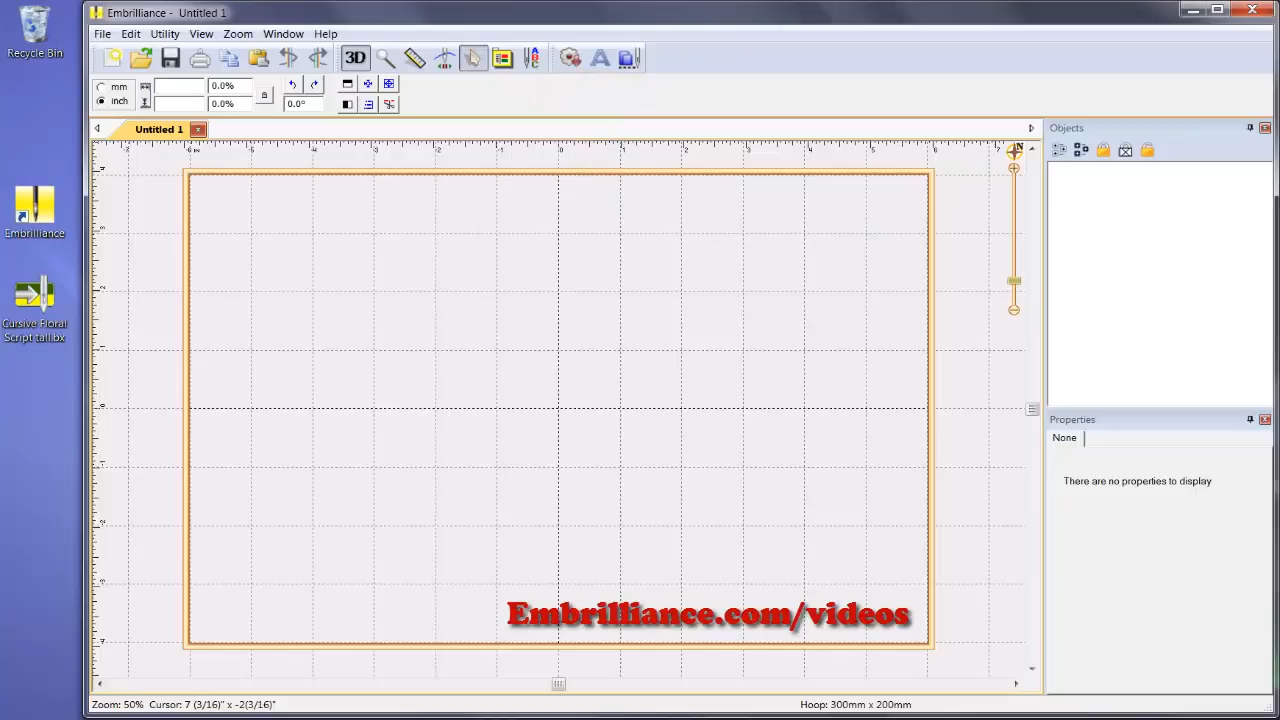 Recycle Bin
Embrilliance
Cursive Floral
Script tall.bx
Embrilliance - Untitled 1
File Edit Utility View Zoom Window Help
3D
A
mm
inch
0.0%
0.0%
0.0°
Untitled 1
Objects
Properties
None
There are no properties to display
Embrilliance.com/videos
Zoom: 50% Cursor: 7 (3/16)" x -2(3/16)"
Hoop: 300mm x 200mm